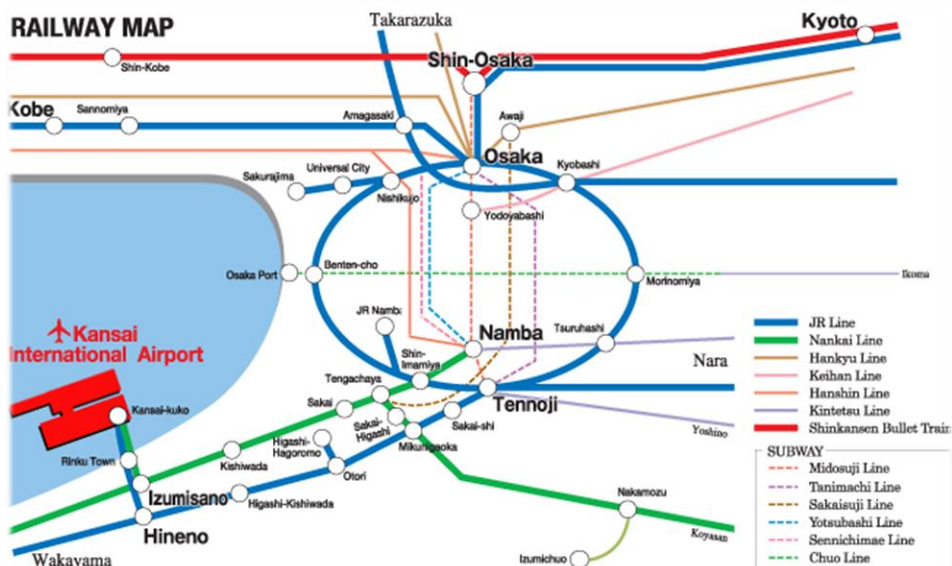 RAILWAY MAP
Takarazuka
Kyoto
Shin-Osaka
Shin-Kobe
Kobe
Sannomiya
Amagasaki
Awaji
Osaka
Kyobashi
Universal City
Sakurajima
Nishikujo
Yodoyabashi
Osaka Port
Benten-cho
Morinomiya
Ikoma
JR Namb
Namba
Tsuruhashi
Kansai
International Airport
Shin-
Imamiya
Nara
Tengachaya
Tennoji
Kansai-kuko
Sakai
Sakai-
Higashi
Sakai-shi
Yoshino
Higashi-
Hagoromo
Mikunigaoka
Rinku Town
Kishiwada
Otori
Izumisano
Higashi-Kishiwada
Nakamozu
Hineno
Koyasan
Wakayama
Izumichuo
JR Line
Nankai Line
Hankyu Line
Keihan Line
Hanshin Line
Kintetsu Line
Shinkansen Bullet Train
SUBWAY
Midosuji Line
Tanimachi Line
Sakaisuji Line
Yotsubashi Line
Sennichimae Line
Chuo Line